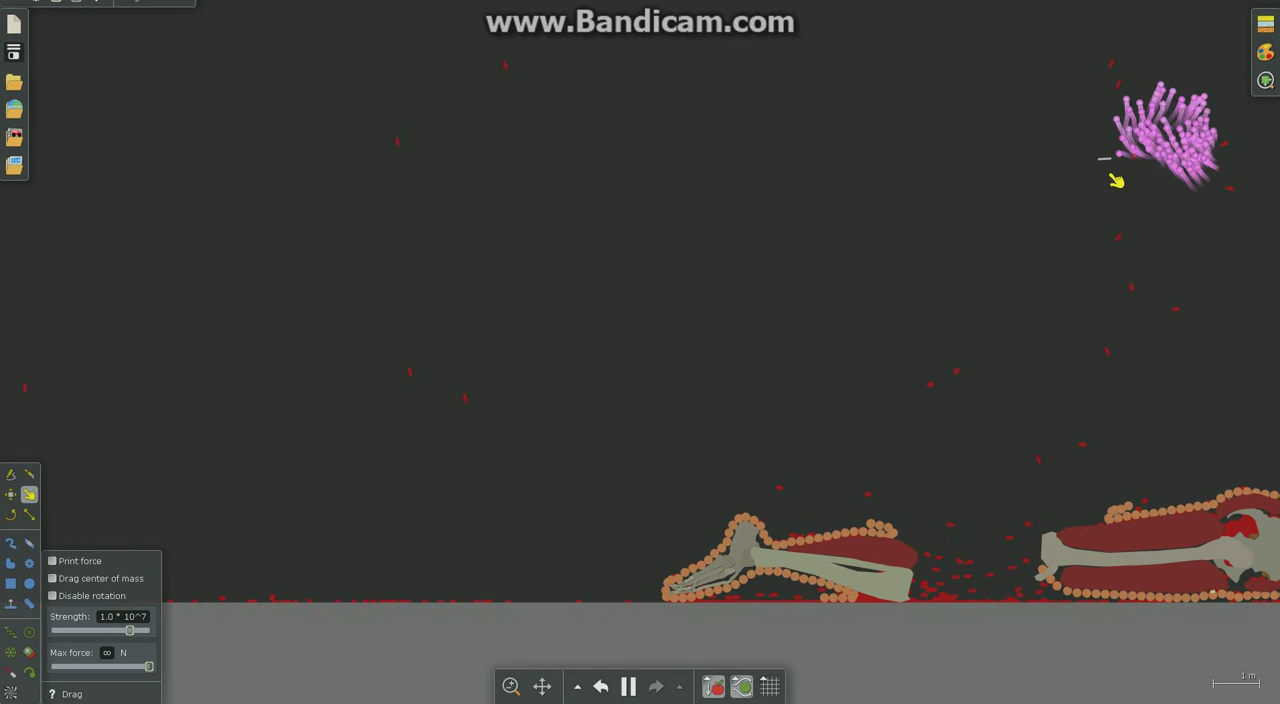 www.Bandicam.com
Print force
Drag center of mass
Disable rotation
Strength: 1.0 * 10^7
Max force: ∞ N
? Drag
1 m